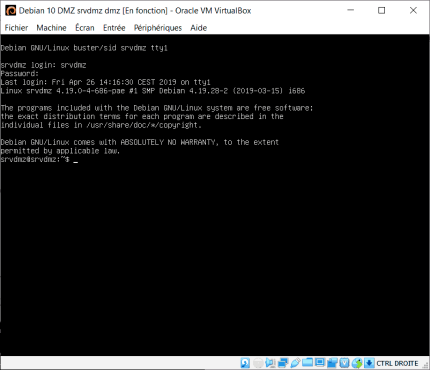 Debian 10 DMZ srvdmz dmz [En fonction] - Oracle VM VirtualBox
Fichier Machine Écran Entrée Périphériques Aide
Debian GNU/Linux buster/sid srvdmz tty1
srvdmz login: srvdmz
Password:
Last login: Fri Apr 26 14:16:30 CEST 2019 on tty1
Linux srvdmz 4.19.0-4-686-pae #1 SMP Debian 4.19.28-2 (2019-03-15) i686
The programs included with the Debian GNU/Linux system are free software;
the exact distribution terms for each program are described in the
individual files in /usr/share/doc/*/copyright.
Debian GNU/Linux comes with ABSOLUTELY NO WARRANTY, to the extent
permitted by applicable law.
srvdmz@srvdmz:~$ _
CTRL DROITE